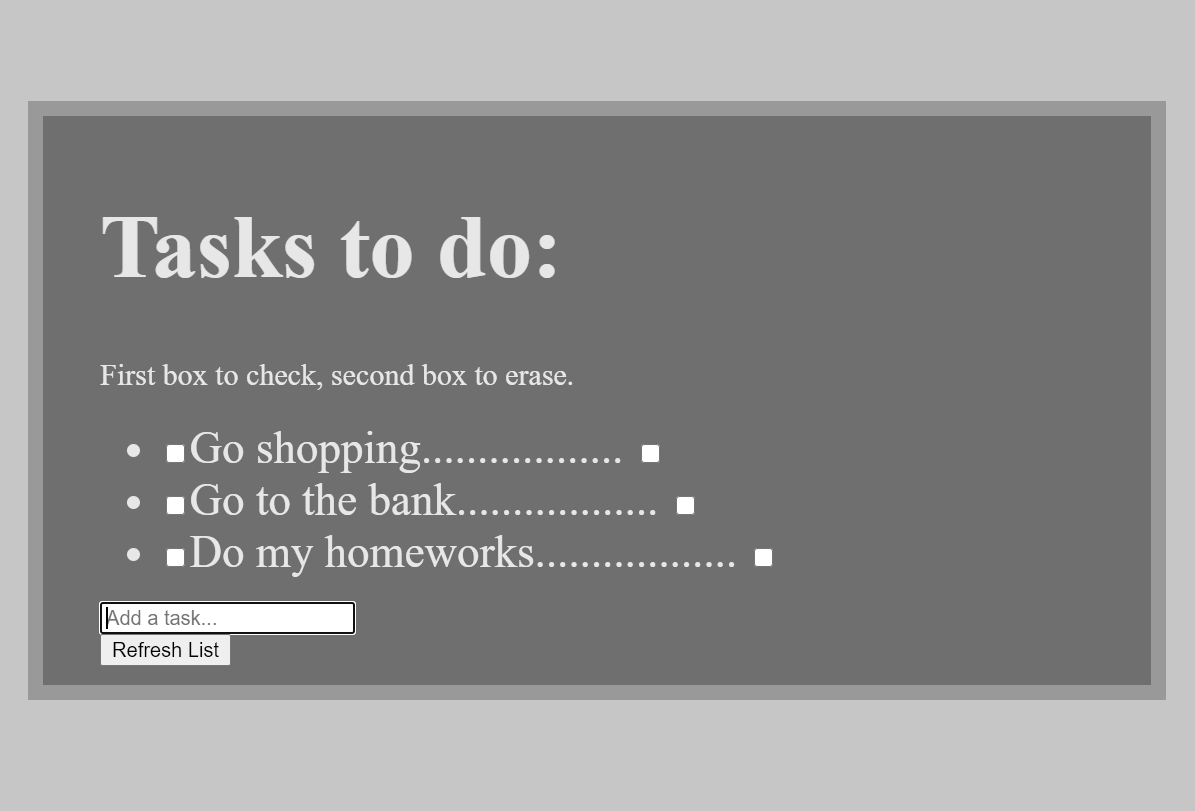 Tasks to do:
First box to check, second box to erase.
Go shopping..................
Go to the bank..................
Do my homeworks..................
Add a task...
Refresh List